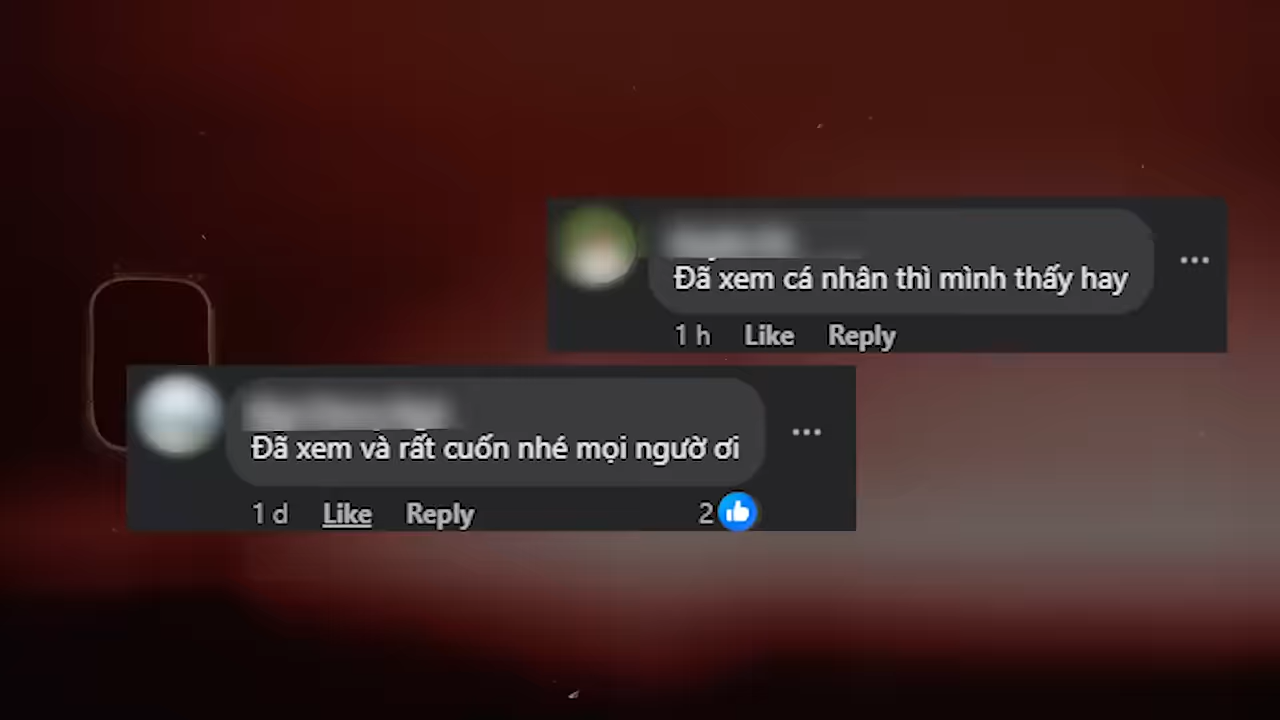 Đã xem cá nhân thì mình thấy hay
1 h Like Reply
Đã xem và rất cuốn nhé mọi ngườ ơi
1 d Like Reply 2